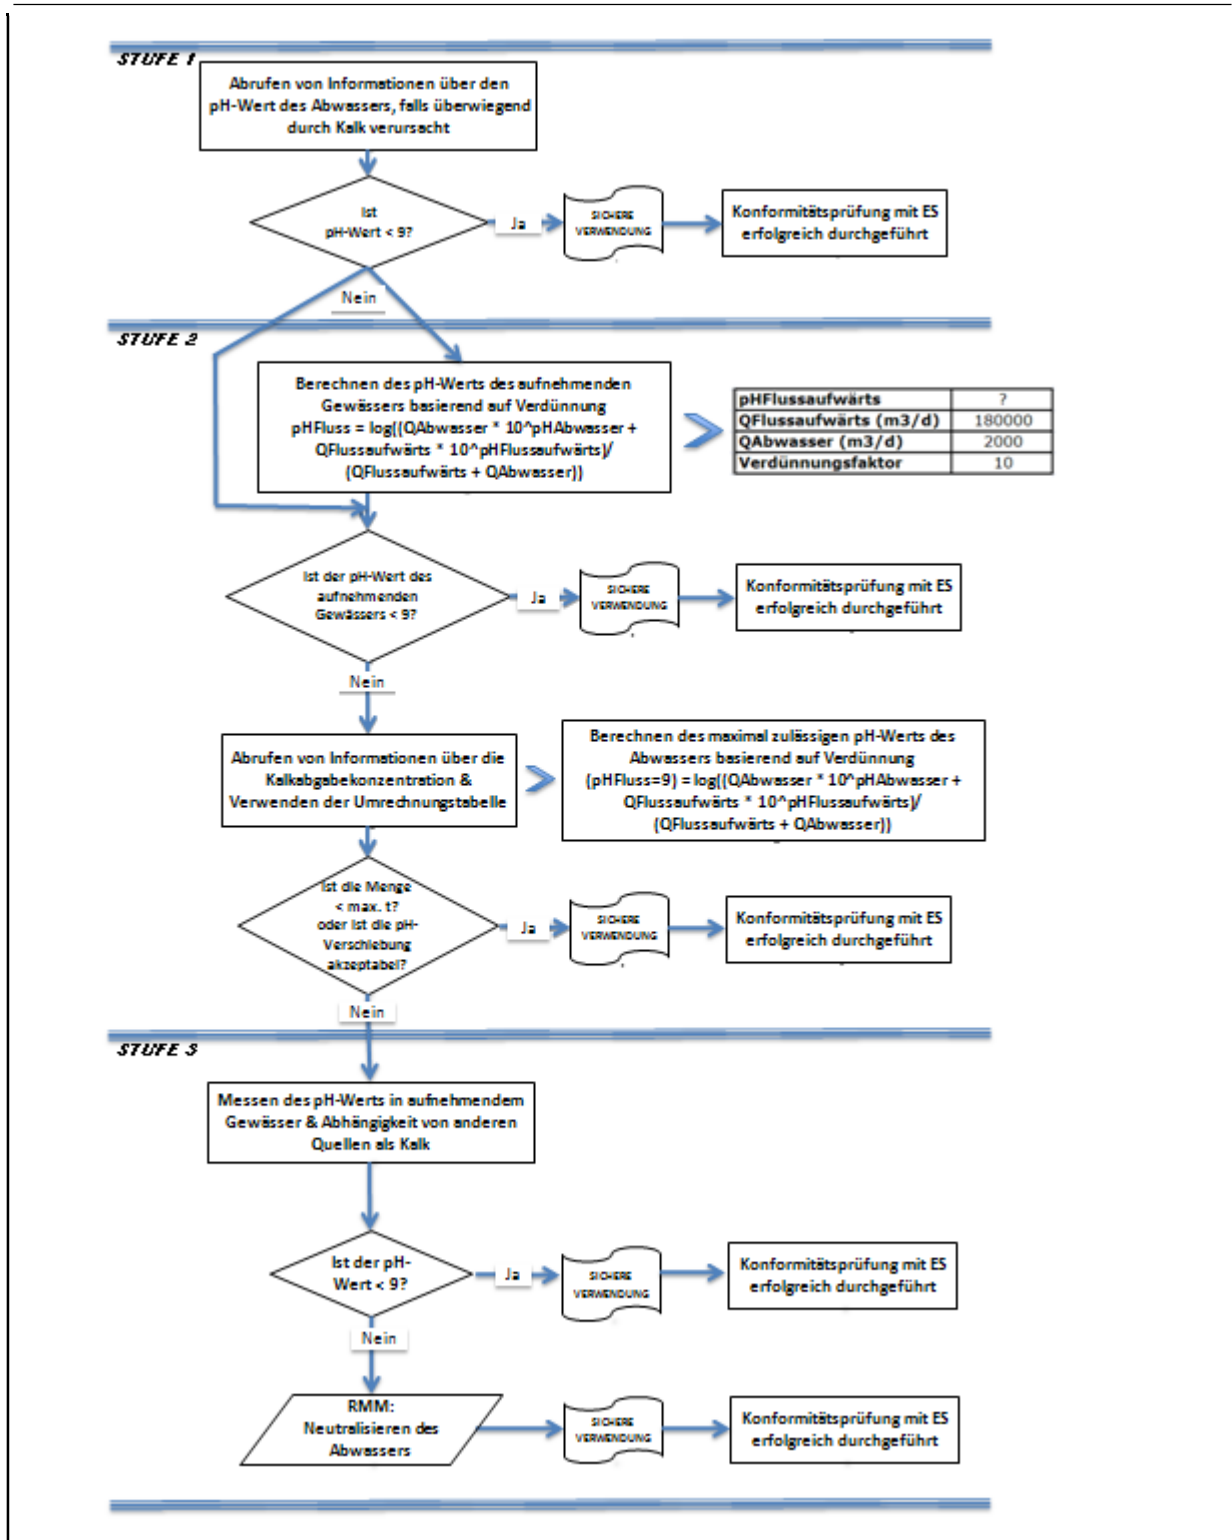 STUFE 1
Abrufen von Informationen über den
pH-Wert des Abwassers, falls überwiegend
durch Kalk verursacht
Ist
pH-Wert < 9?
Ja
SICHERE
VERWENDUNG
Konformitätsprüfung mit ES
erfolgreich durchgeführt
Nein
STUFE 2
Berechnen des pH-Werts des aufnehmenden
Gewässers basierend auf Verdünnung
pHFluss = log((QAbwasser * 10^pHAbwasser +
QFlussaufwärts * 10^pHFlussaufwärts)/
(QFlussaufwärts + QAbwasser))
pHFlussaufwärts ?
QFlussaufwärts (m3/d) 180000
QAbwasser (m3/d) 2000
Verdünnungsfaktor 10
Ist der pH-Wert des
aufnehmenden
Gewässers < 9?
Ja
SICHERE
VERWENDUNG
Konformitätsprüfung mit ES
erfolgreich durchgeführt
Nein
Abrufen von Informationen über die
Kalkabgabekonzentration &
Verwenden der Umrechnungstabelle
Berechnen des maximal zulässigen pH-Werts des
Abwassers basierend auf Verdünnung
(pHFluss=9) = log((QAbwasser * 10^pHAbwasser +
QFlussaufwärts * 10^pHFlussaufwärts)/
(QFlussaufwärts + QAbwasser))
Ist die Menge
< max. t?
oder ist die pH-
Verschiebung
akzeptabel?
Ja
SICHERE
VERWENDUNG
Konformitätsprüfung mit ES
erfolgreich durchgeführt
Nein
STUFE 3
Messen des pH-Werts in aufnehmendem
Gewässer & Abhängigkeit von anderen
Quellen als Kalk
Ist der pH-
Wert < 9?
Ja
SICHERE
VERWENDUNG
Konformitätsprüfung mit ES
erfolgreich durchgeführt
Nein
RMM:
Neutralisieren des
Abwassers
SICHERE
VERWENDUNG
Konformitätsprüfung mit ES
erfolgreich durchgeführt